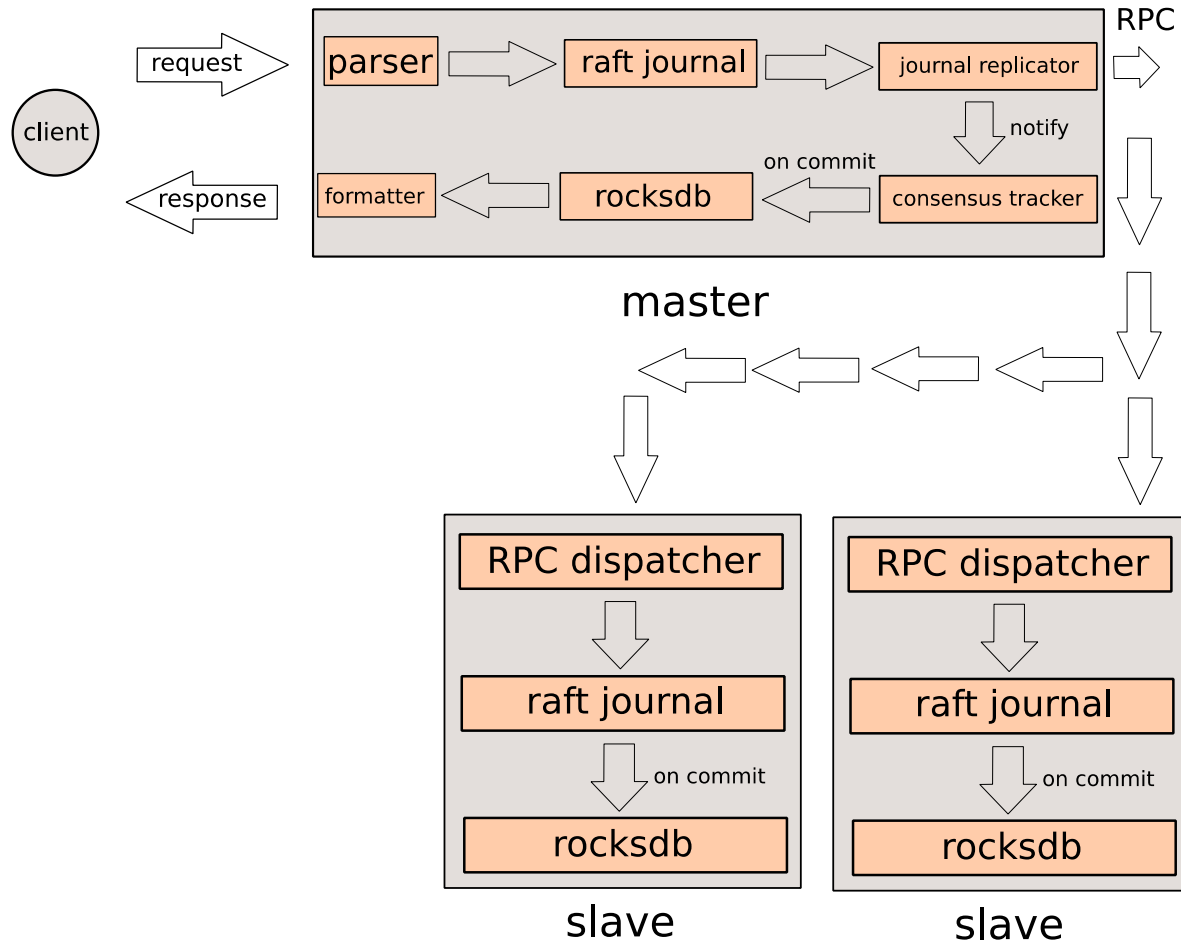 RPC
request
parser
raft journal
journal replicator
client
notify
on commit
response
formatter
rocksdb
consensus tracker
master
RPC dispatcher
raft journal
on commit
rocksdb
slave
RPC dispatcher
raft journal
on commit
rocksdb
slave